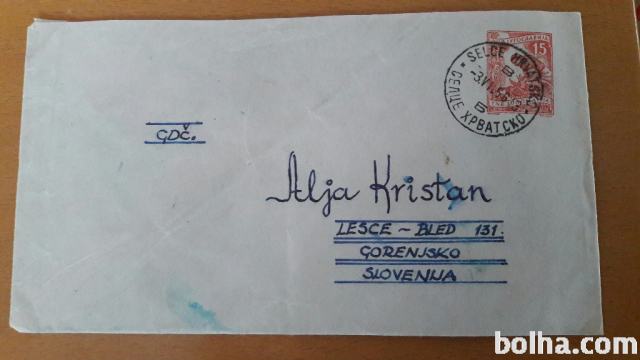 15
SELCE HRVATSKO
СЕЛЦЕ ХРВАТСКО
GDČ.
Alja Kristan
LESCE - BLED 131.
GORENJSKO
SLOVENIJA
bolha.com